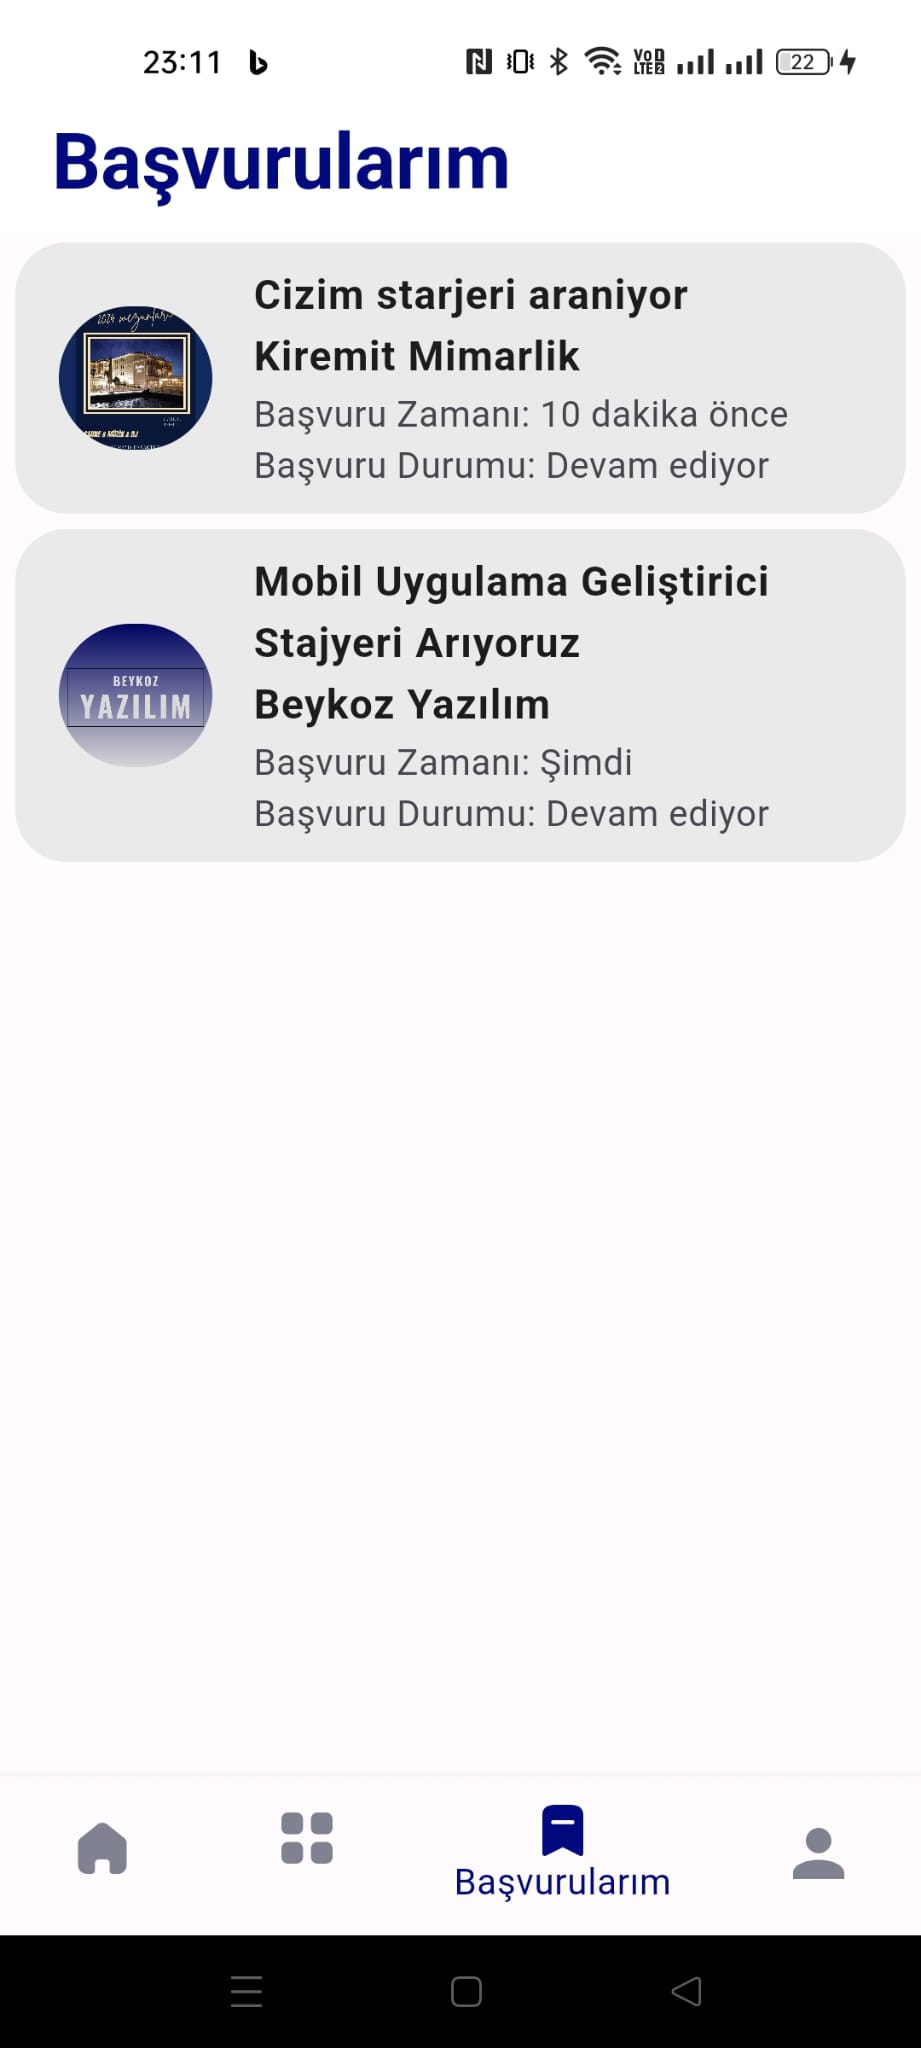 23:11
VoD
LTE2
22
Başvurularım
2024 mezunları
Cizim starjeri araniyor
Kiremit Mimarlik
Başvuru Zamanı: 10 dakika önce
Başvuru Durumu: Devam ediyor
BEYKOZ
YAZILIM
Mobil Uygulama Geliştirici
Stajyeri Arıyoruz
Beykoz Yazılım
Başvuru Zamanı: Şimdi
Başvuru Durumu: Devam ediyor
Başvurularım